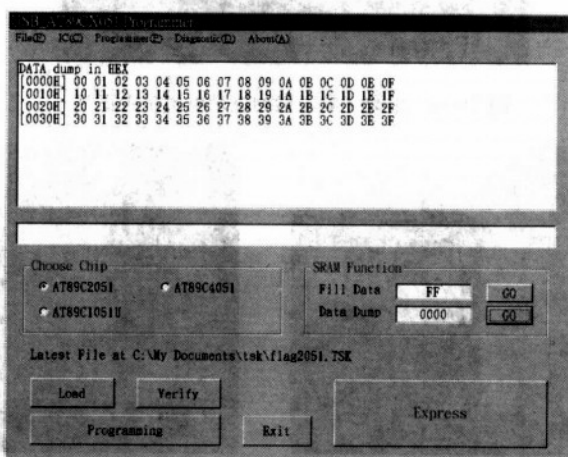 NB_AT89CX051 Programmer
File(F) IC(C) Programmer(P) Diagnostic(D) About(A)
DATA dump in HEX
[0000H] 00 01 02 03 04 05 06 07 08 09 0A 0B 0C 0D 0E 0F
[0010H] 10 11 12 13 14 15 16 17 18 19 1A 1B 1C 1D 1E 1F
[0020H] 20 21 22 23 24 25 26 27 28 29 2A 2B 2C 2D 2E 2F
[0030H] 30 31 32 33 34 35 36 37 38 39 3A 3B 3C 3D 3E 3F
Choose Chip
AT89C2051 AT89C4051
AT89C1051U
SRAM Function
Fill Data FF GO
Data Dump 0000 GO
Latest File at C:\My Documents\tsk\flag2051.TSK
Load Verify
Programming Exit
Express